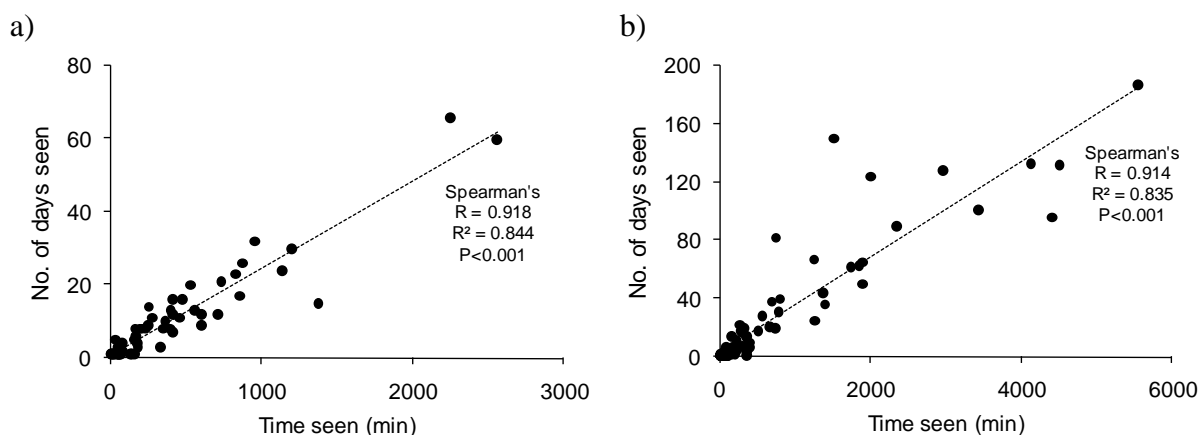 a)
80
60
40
20
0
No. of days seen
Spearman's
R = 0.918
R² = 0.844
P<0.001
0 1000 2000 3000
Time seen (min)
b)
200
160
120
80
40
0
No. of days seen
Spearman's
R = 0.914
R² = 0.835
P<0.001
0 2000 4000 6000
Time seen (min)